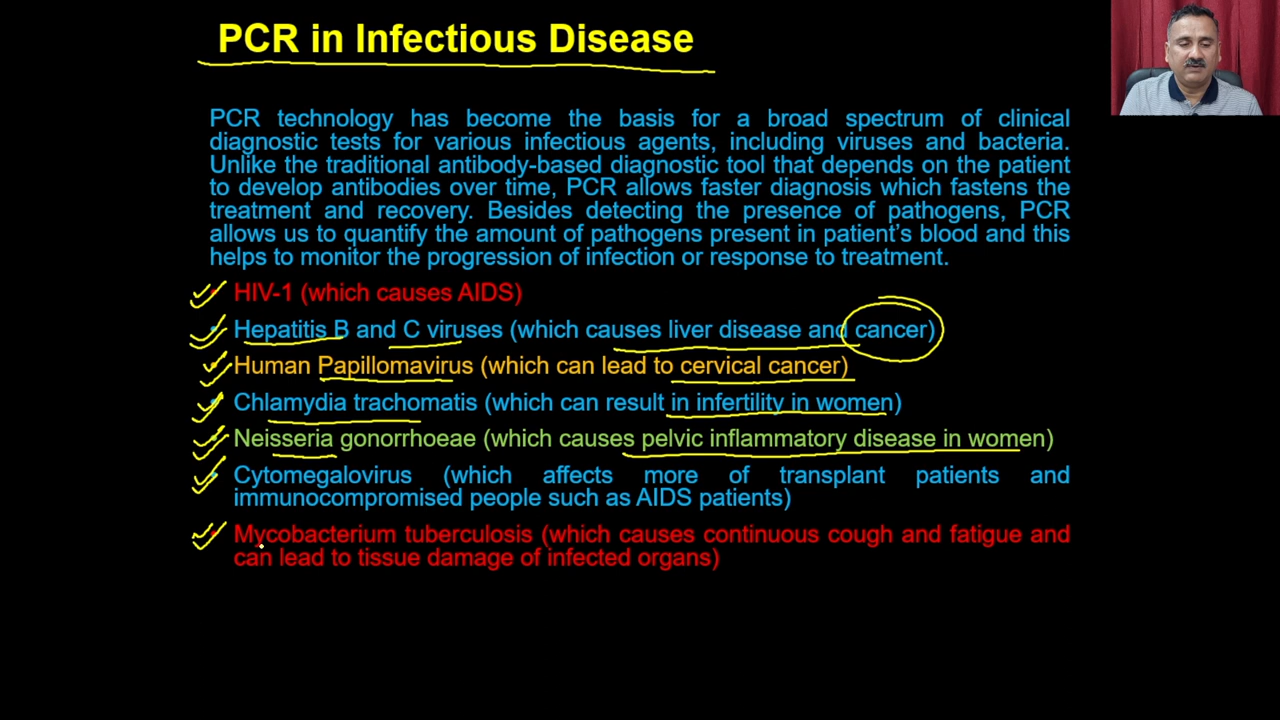 PCR in Infectious Disease
PCR technology has become the basis for a broad spectrum of clinical
diagnostic tests for various infectious agents, including viruses and bacteria.
Unlike the traditional antibody-based diagnostic tool that depends on the patient
to develop antibodies over time, PCR allows faster diagnosis which fastens the
treatment and recovery. Besides detecting the presence of pathogens, PCR
allows us to quantify the amount of pathogens present in patient's blood and this
helps to monitor the progression of infection or response to treatment.
HIV-1 (which causes AIDS)
Hepatitis B and C viruses (which causes liver disease and cancer)
Human Papillomavirus (which can lead to cervical cancer)
Chlamydia trachomatis (which can result in infertility in women)
Neisseria gonorrhoeae (which causes pelvic inflammatory disease in women)
Cytomegalovirus (which affects more of transplant patients and
immunocompromised people such as AIDS patients)
Mycobacterium tuberculosis (which causes continuous cough and fatigue and
can lead to tissue damage of infected organs)